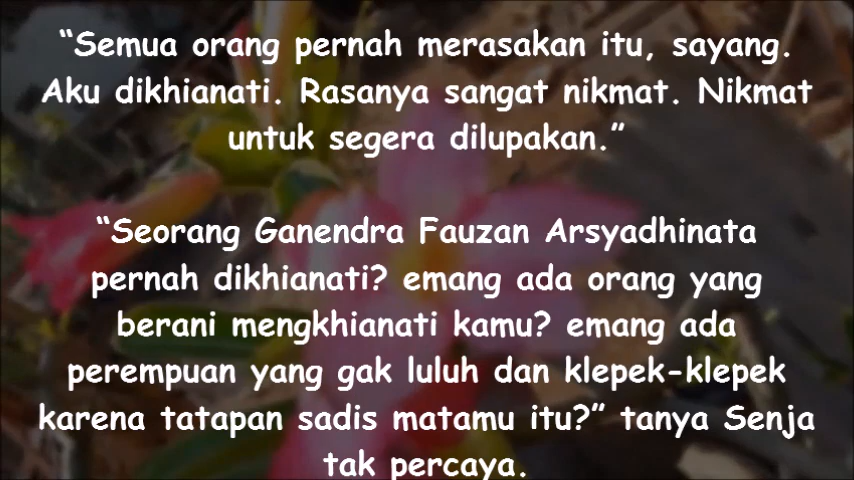 “Semua orang pernah merasakan itu, sayang.
Aku dikhianati. Rasanya sangat nikmat. Nikmat
untuk segera dilupakan.”
“Seorang Ganendra Fauzan Arsyadhinata
pernah dikhianati? emang ada orang yang
berani mengkhianati kamu? emang ada
perempuan yang gak luluh dan klepek-klepek
karena tatapan sadis matamu itu?” tanya Senja
tak percaya.